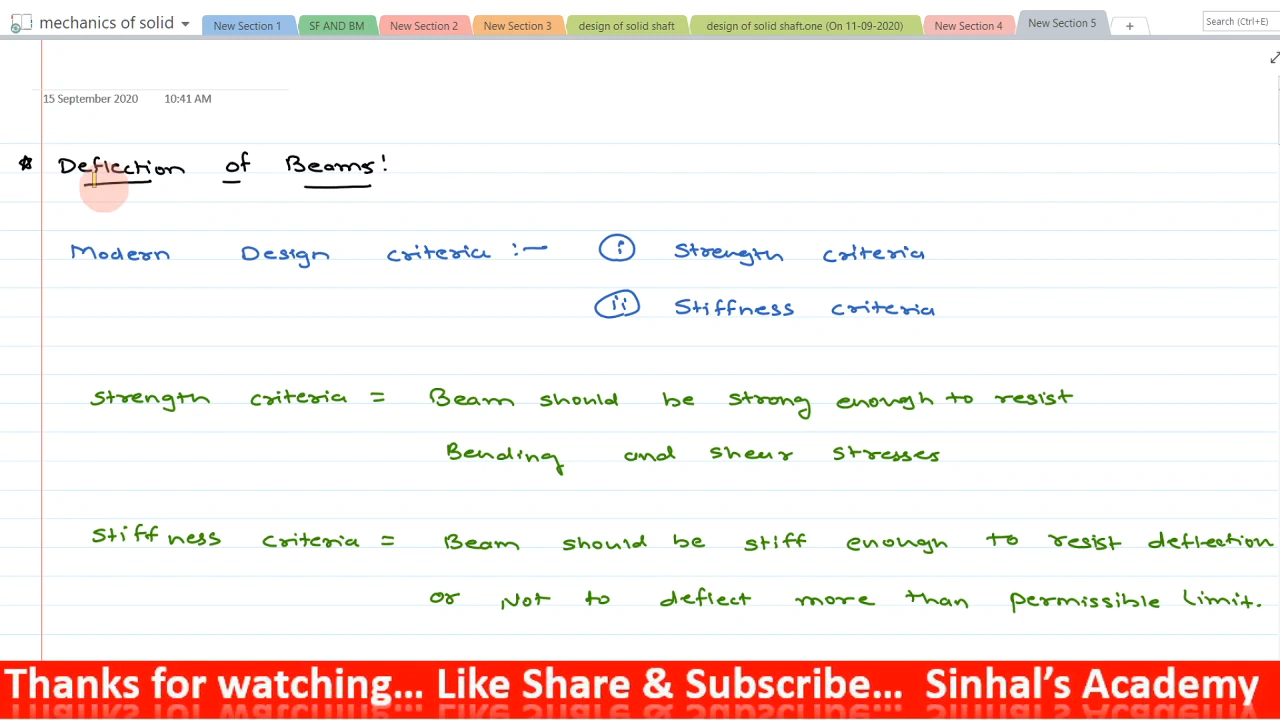 mechanics of solid
New Section 1
SF AND BM
New Section 2
New Section 3
design of solid shaft
design of solid shaft.one (On 11-09-2020)
New Section 4
New Section 5
+
Search (Ctrl+E)
15 September 2020 10:41 AM
* Deflection of Beams!
Modern Design criteria :- (i) Strength criteria
(ii) Stiffness criteria
Strength criteria = Beam should be strong enough to resist
Bending and shear stresses
Stiffness criteria = Beam should be stiff enough to resist deflection
or Not to deflect more than permissible limit.
Thanks for watching... Like Share & Subscribe... Sinhal's Academy